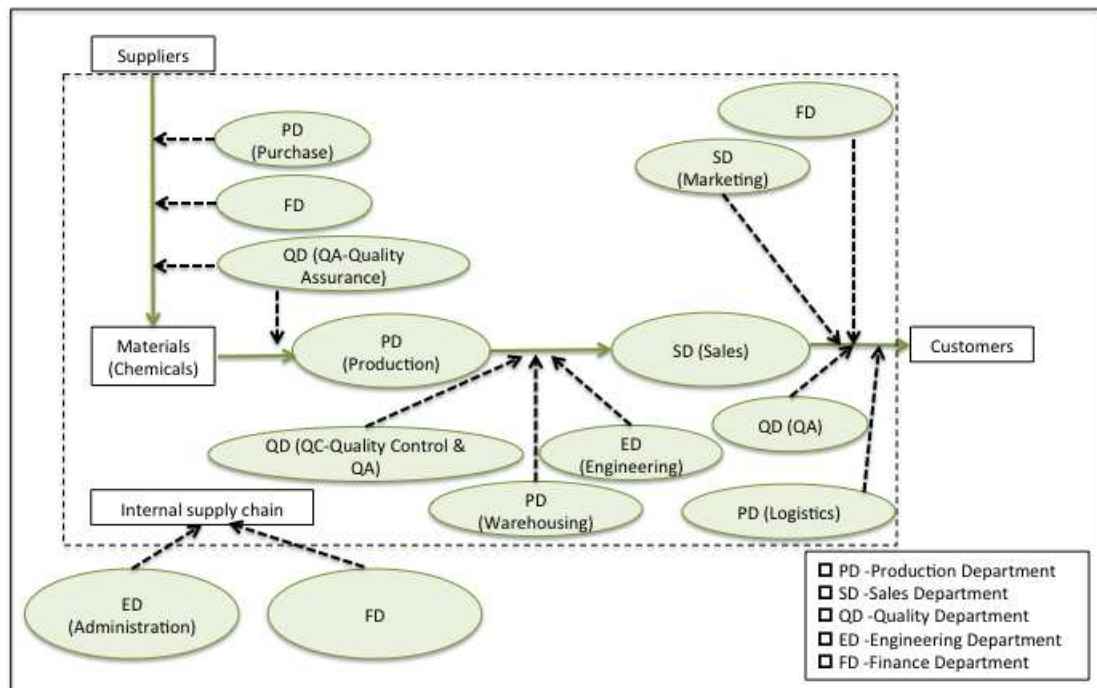 Suppliers
PD
(Purchase)
FD
QD (QA-Quality
Assurance)
FD
SD
(Marketing)
Materials
(Chemicals)
PD
(Production)
SD (Sales)
Customers
QD (QC-Quality Control &
QA)
ED
(Engineering)
QD (QA)
PD
(Warehousing)
PD (Logistics)
Internal supply chain
ED
(Administration)
FD
PD -Production Department
SD -Sales Department
QD -Quality Department
ED -Engineering Department
FD -Finance Department